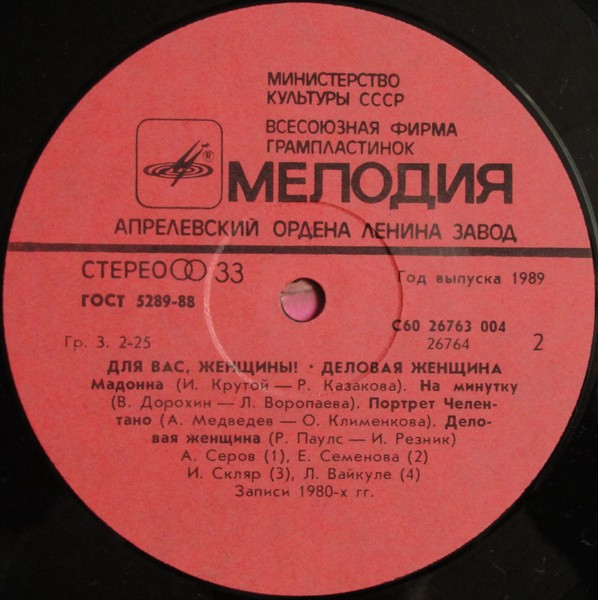 МИНИСТЕРСТВО
КУЛЬТУРЫ СССР
ВСЕСОЮЗНАЯ ФИРМА
ГРАМПЛАСТИНОК
®
МЕЛОДИЯ
АПРЕЛЕВСКИЙ ОРДЕНА ЛЕНИНА ЗАВОД
СТЕРЕО 33
Год выпуска 1989
ГОСТ 5289-88
С60 26763 004
Гр. 3. 2-25
26764 2
ДЛЯ ВАС, ЖЕНЩИНЫ! · ДЕЛОВАЯ ЖЕНЩИНА
Мадонна (И. Крутой — Р. Казакова). На минутку
(В. Дорохин — Л. Воропаева). Портрет Челен-
тано (А. Медведев — О. Клименкова). Дело-
вая женщина (Р. Паулс — И. Резник)
А. Серов (1), Е. Семенова (2)
И. Скляр (3), Л. Вайкуле (4)
Записи 1980-х гг.